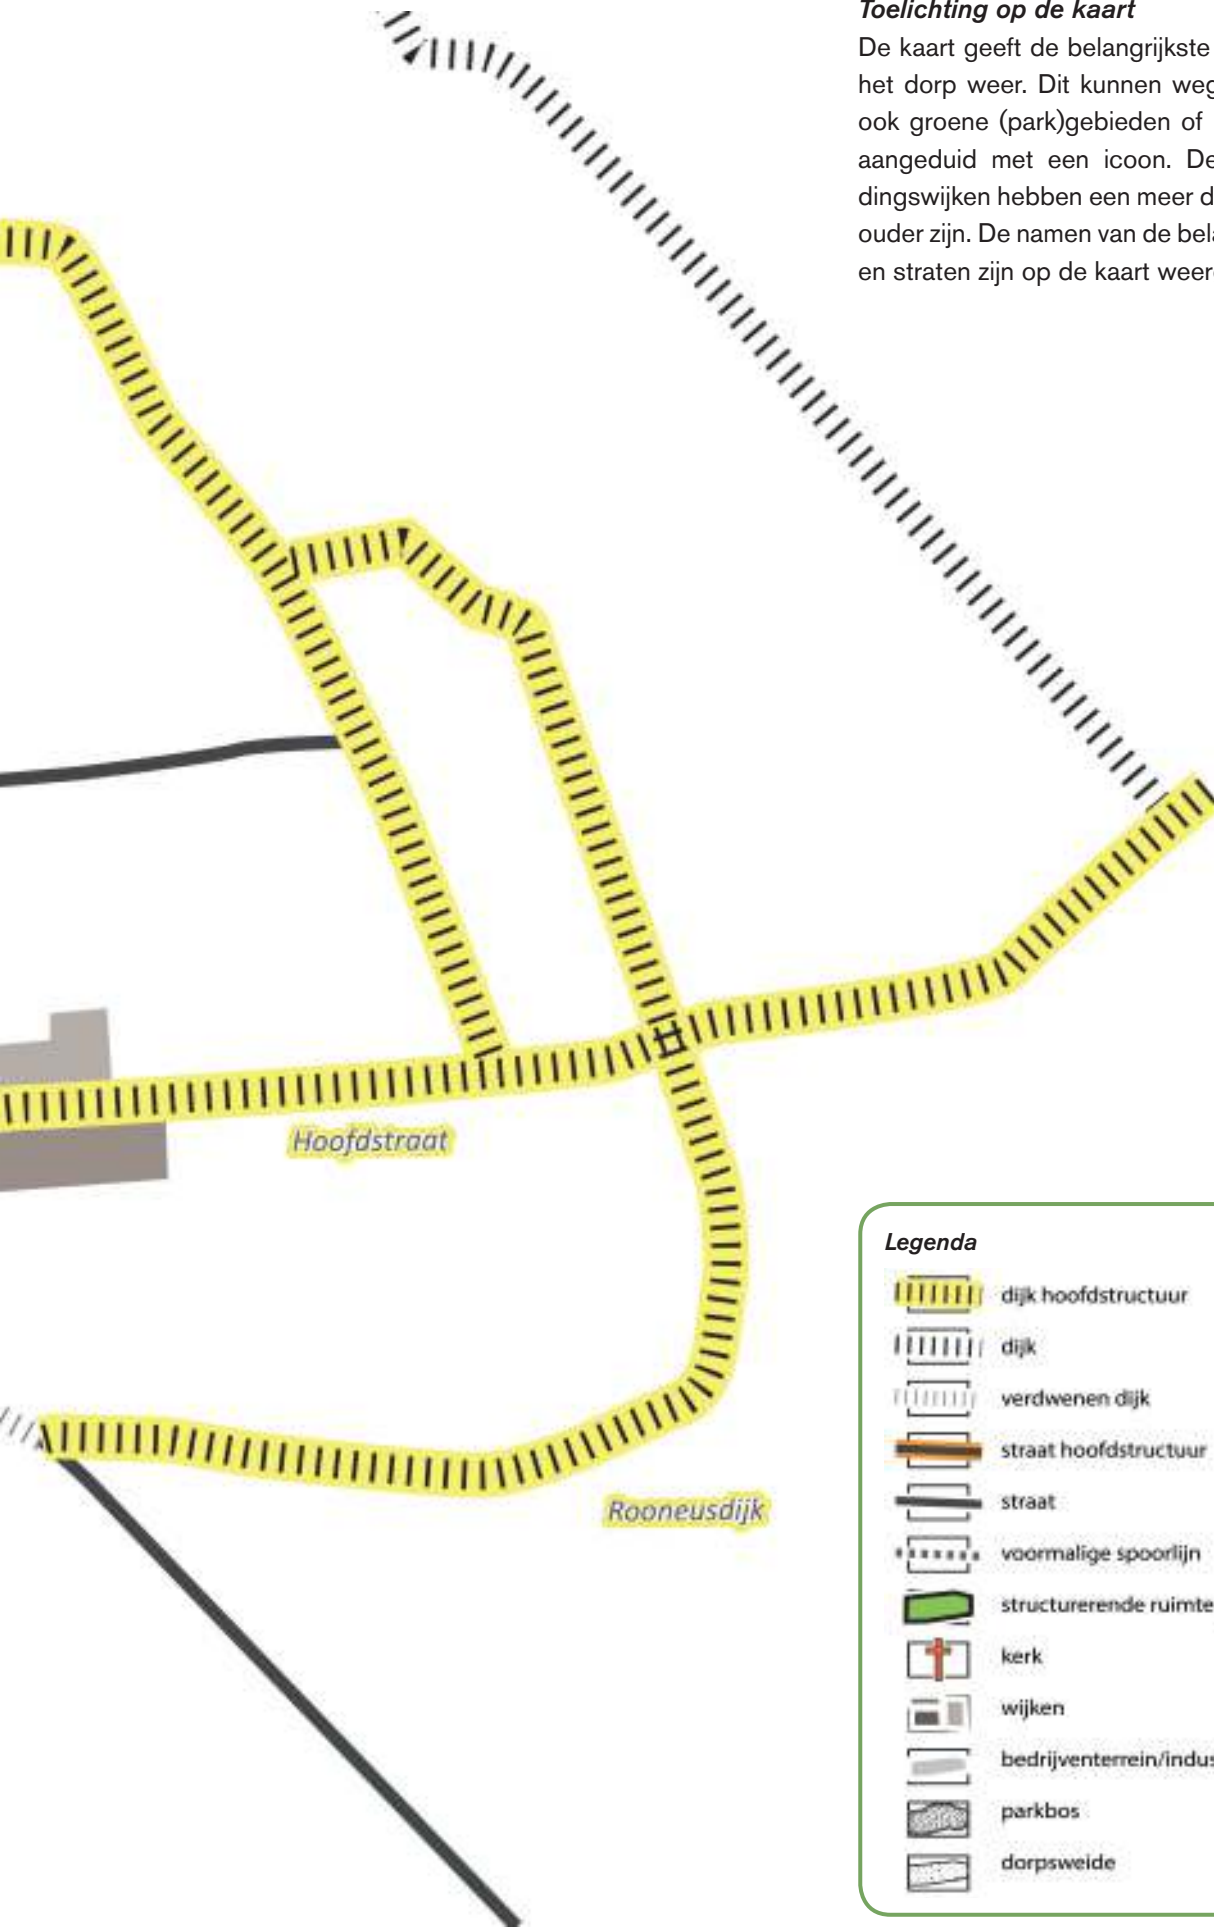 Toelichting op de kaart
De kaart geeft de belangrijkste
het dorp weer. Dit kunnen weg
ook groene (park)gebieden of
aangeduid met een icoon. De
dingswijken hebben een meer d
ouder zijn. De namen van de bela
en straten zijn op de kaart weer
Hoofdstraat
Rooneusdijk
Legenda
dijk hoofdstructuur
dijk
verdwenen dijk
straat hoofdstructuur
straat
voormalige spoorlijn
structurerende ruimte
kerk
wijken
bedrijventerrein/indus
parkbos
dorpsweide